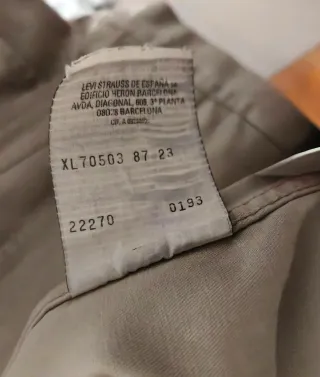 LEVI STRAUSS DE ESPAÑA
EDIFICIO HERON BARCELONA
AVDA. DIAGONAL, 605, 3ª PLANTA
08028 BARCELONA
XL70503 87 23
22270 0193